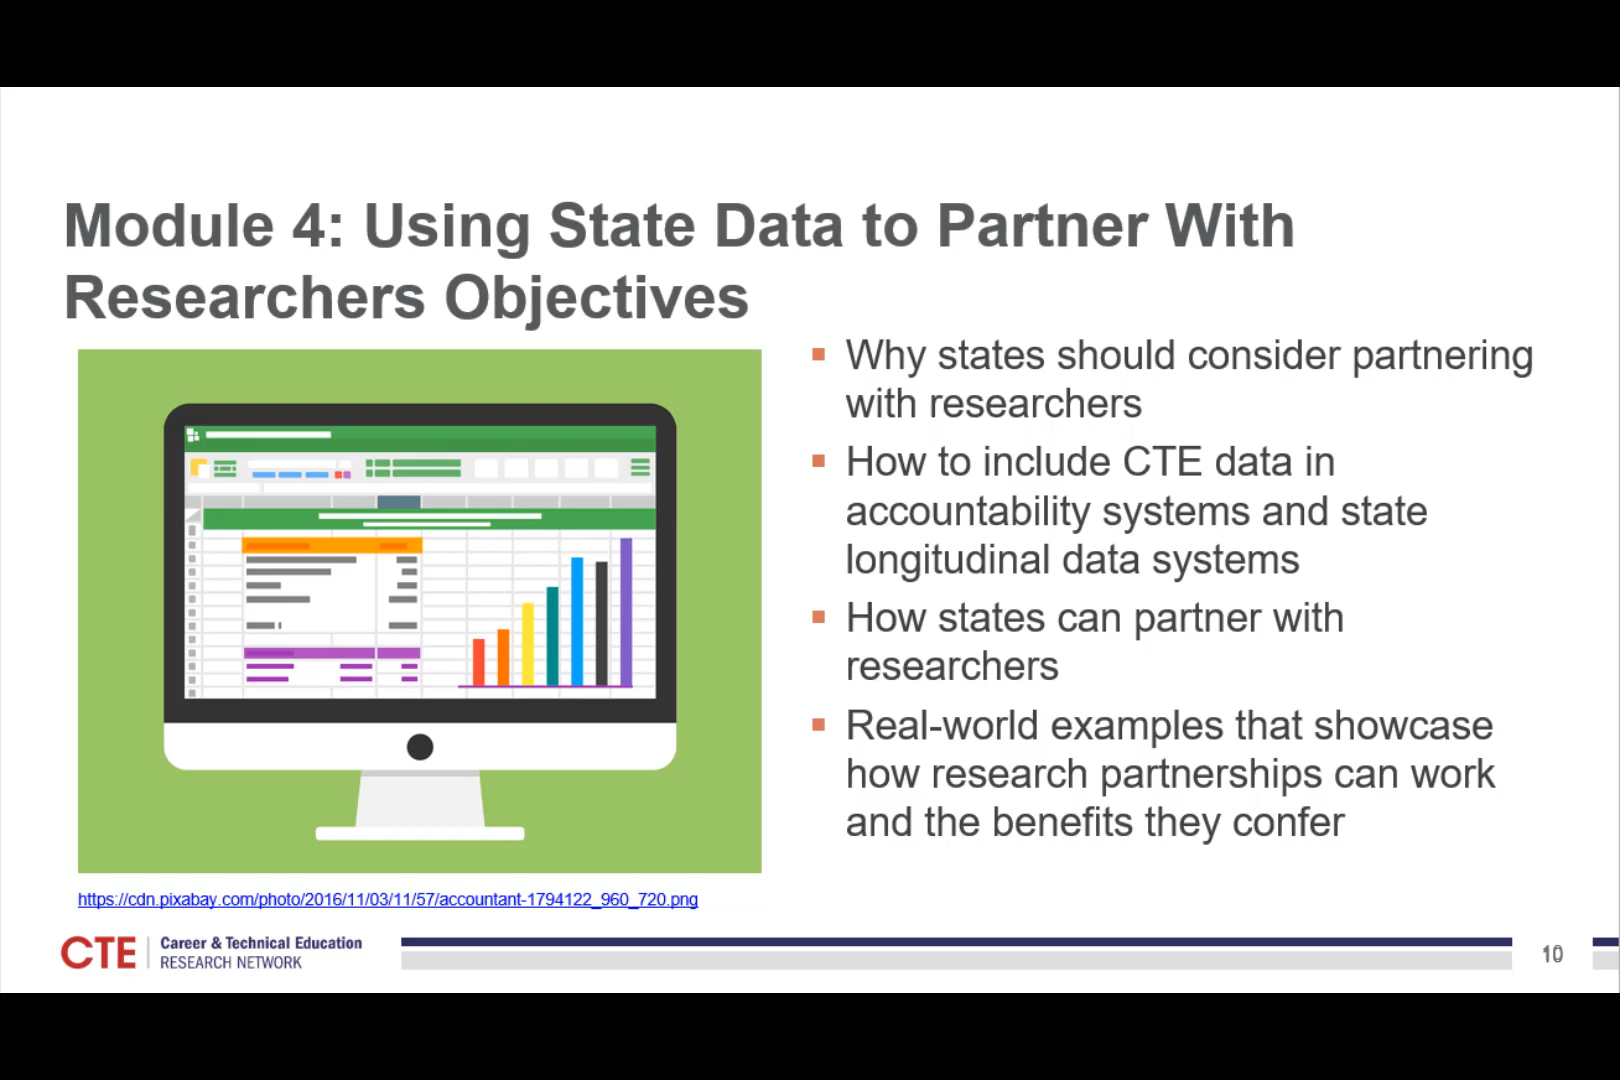 Module 4: Using State Data to Partner With
Researchers Objectives
Why states should consider partnering
with researchers
How to include CTE data in
accountability systems and state
longitudinal data systems
How states can partner with
researchers
Real-world examples that showcase
how research partnerships can work
and the benefits they confer
https://cdn.pixabay.com/photo/2016/11/03/11/57/accountant-1794122_960_720.png
CTE
Career & Technical Education
RESEARCH NETWORK
10